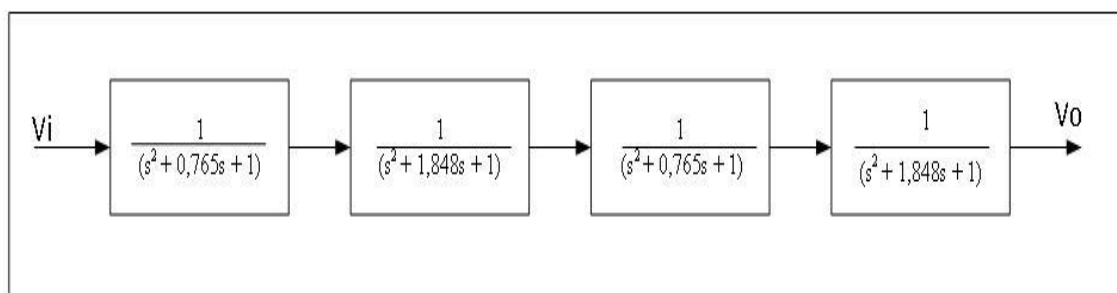 Vi
1
(s² + 0,765s + 1)
1
(s² + 1,848s + 1)
1
(s² + 0,765s + 1)
1
(s² + 1,848s + 1)
Vo